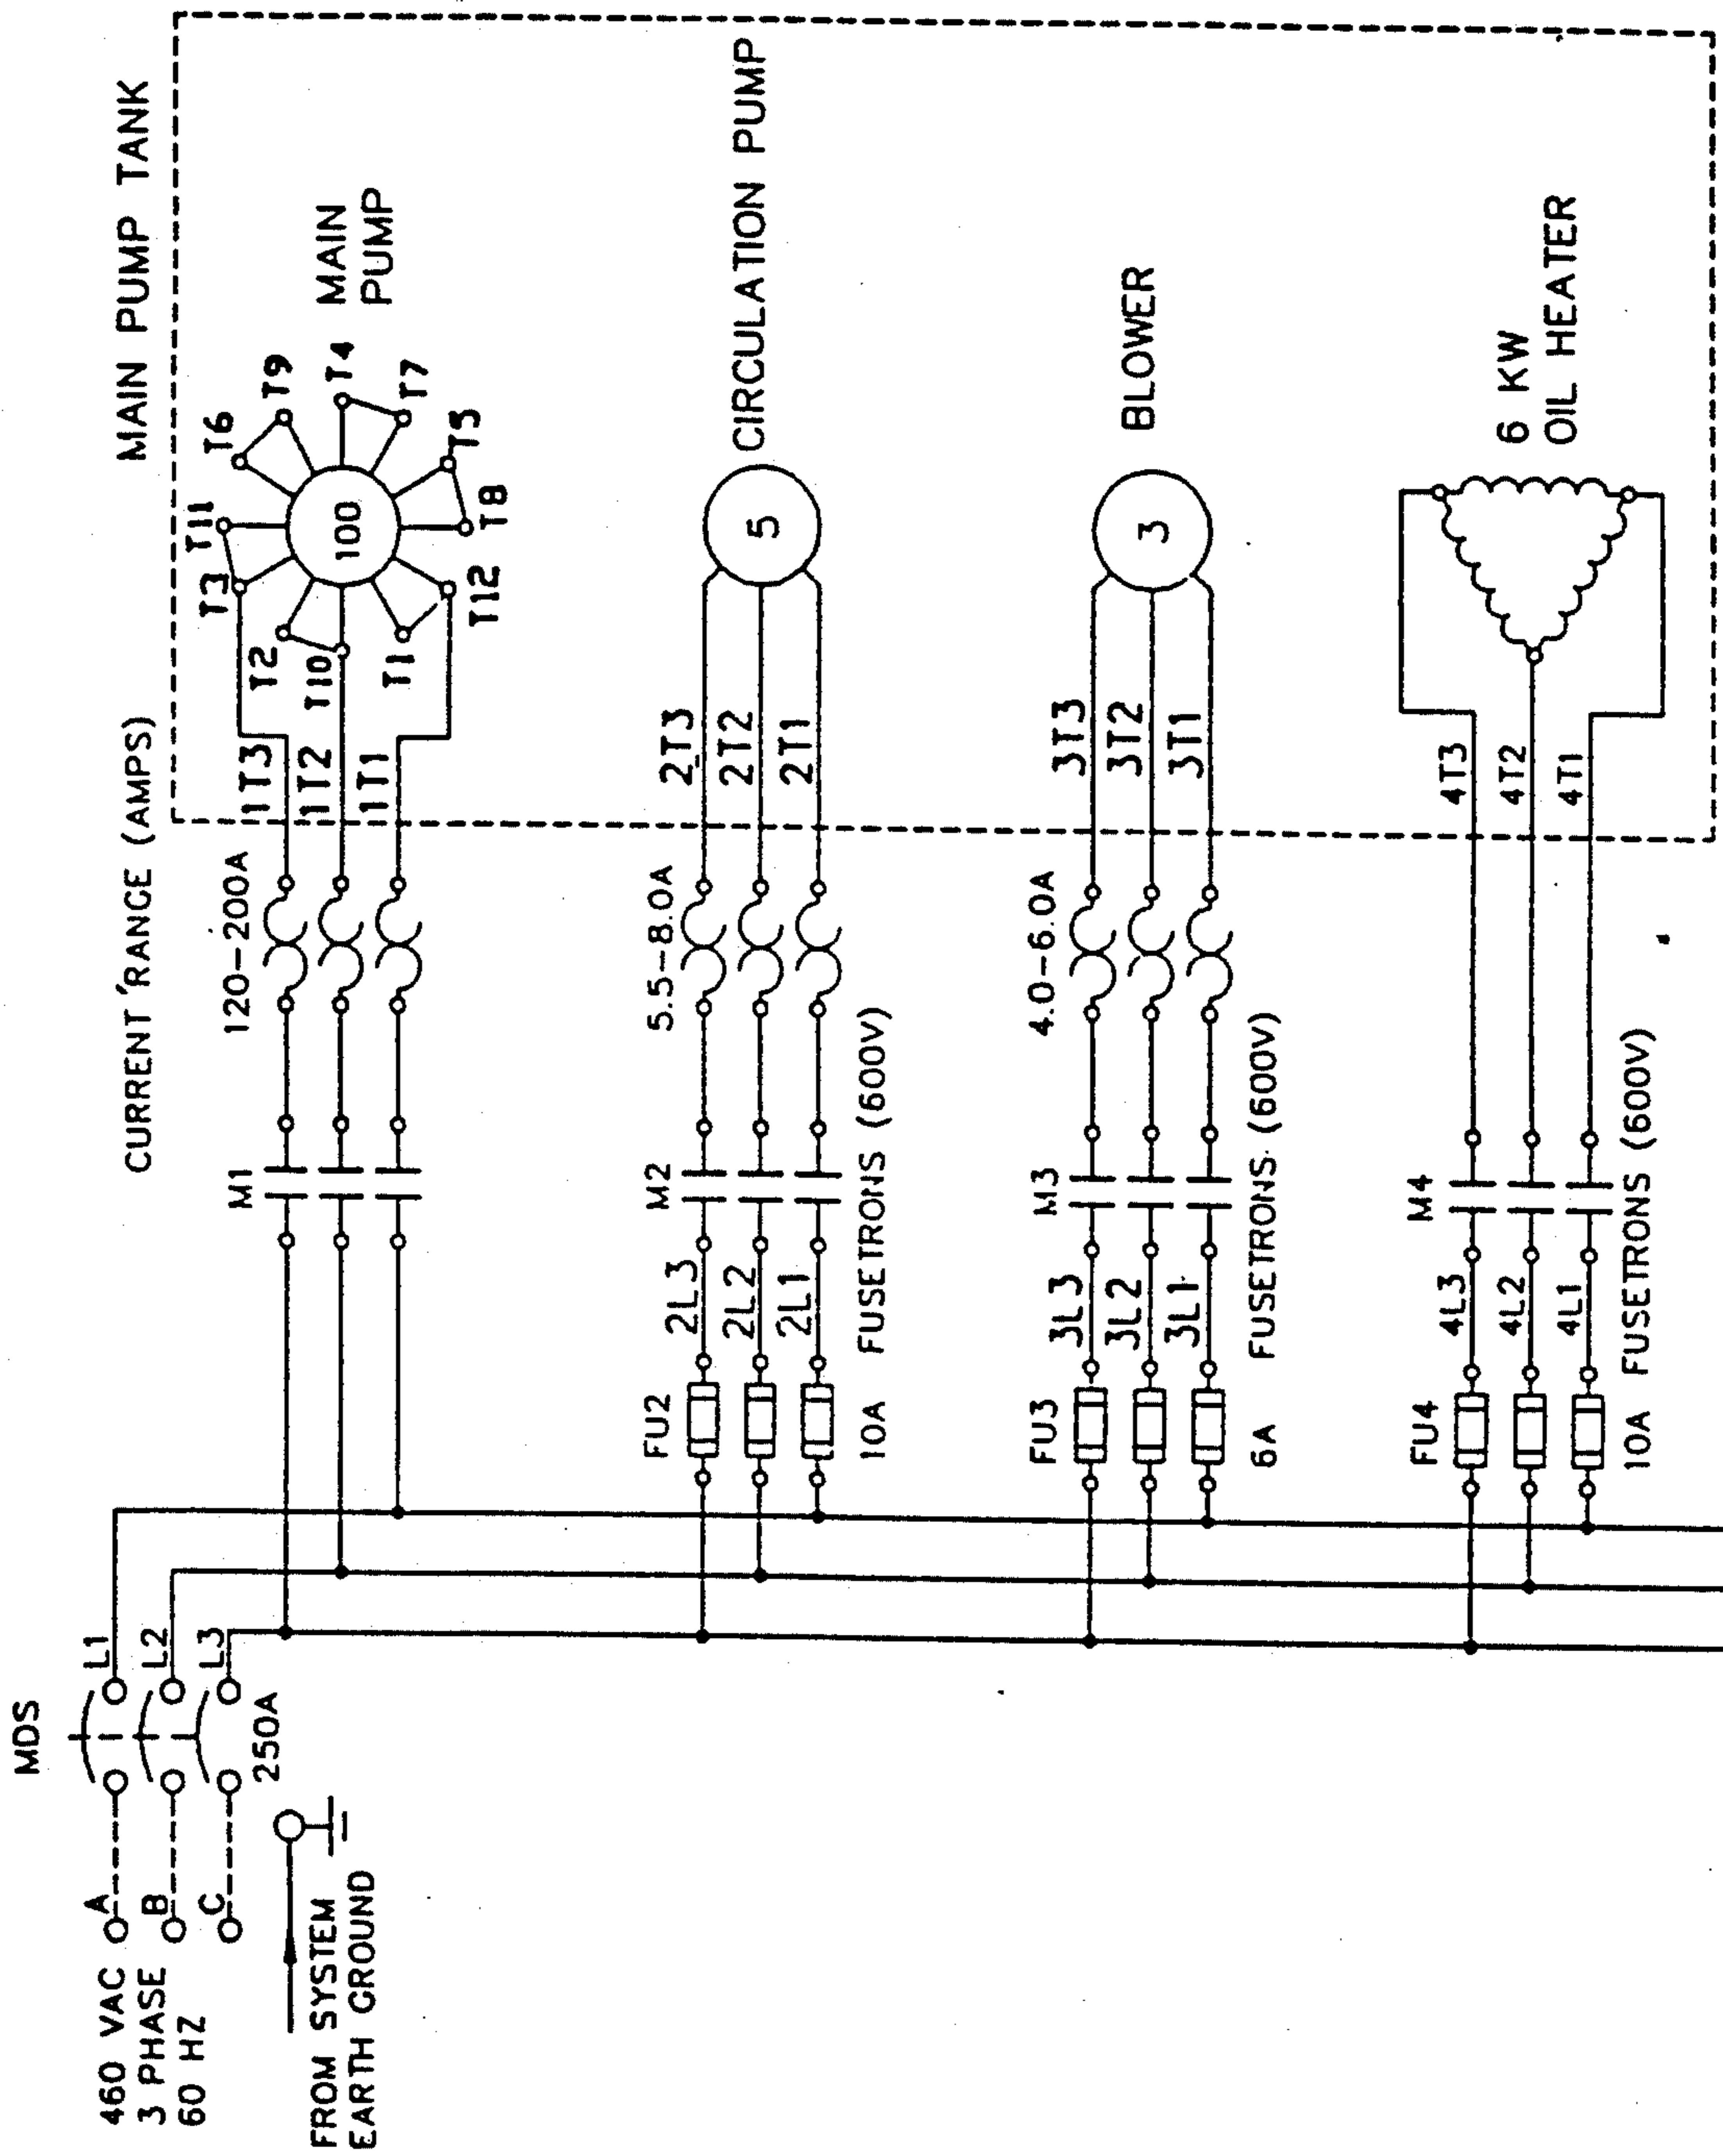 460 VAC
3 PHASE
60 HZ
A
B
C
MDS
L1
L2
L3
250A
FROM SYSTEM
EARTH GROUND
CURRENT RANGE (AMPS)
MAIN PUMP TANK
M1
120-200A
1T3
1T2
1T1
T3
T11
T6
T9
T4
T7
T5
T8
T12
T1
T10
T2
100
MAIN
PUMP
FU2
2L3
2L2
2L1
M2
5.5-8.0A
2T3
2T2
2T1
5
CIRCULATION PUMP
10A FUSETRONS (600V)
FU3
3L3
3L2
3L1
M3
4.0-6.0A
3T3
3T2
3T1
3
BLOWER
6A FUSETRONS (600V)
FU4
4L3
4L2
4L1
M4
4T3
4T2
4T1
6 KW
OIL HEATER
10A FUSETRONS (600V)